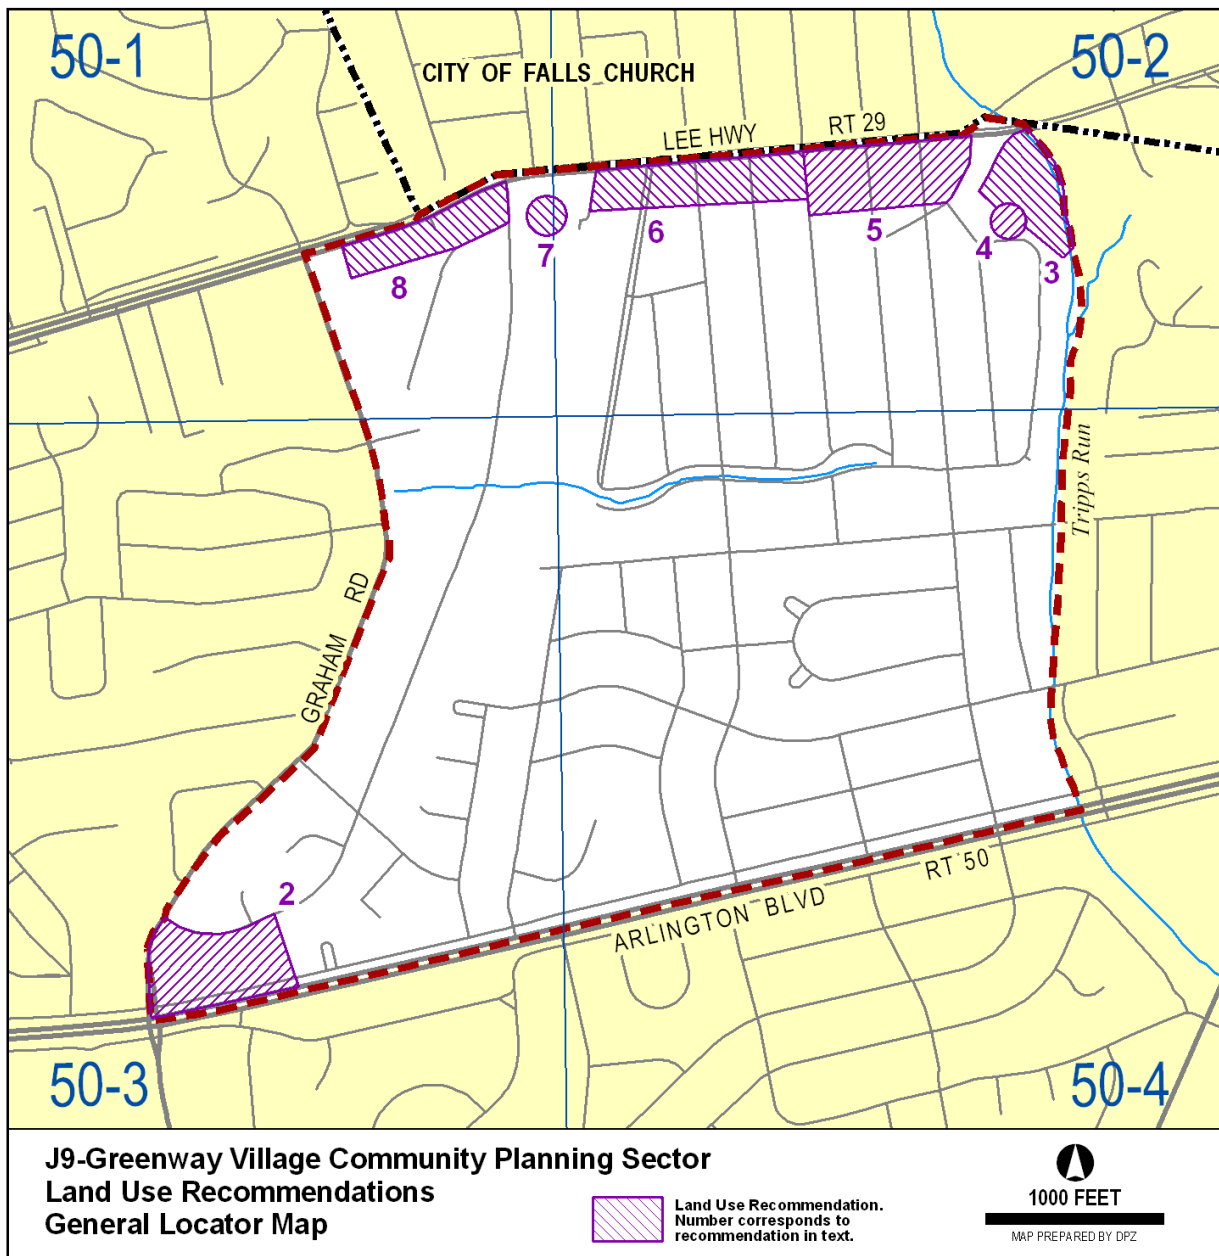 50-1
50-2
CITY OF FALLS CHURCH
LEE HWY
RT 29
8
7
6
5
4
3
Tripps Run
GRAHAM RD
2
RT 50
ARLINGTON BLVD
50-3
50-4
J9-Greenway Village Community Planning Sector
Land Use Recommendations
General Locator Map
Land Use Recommendation.
Number corresponds to
recommendation in text.
1000 FEET
MAP PREPARED BY DPZ